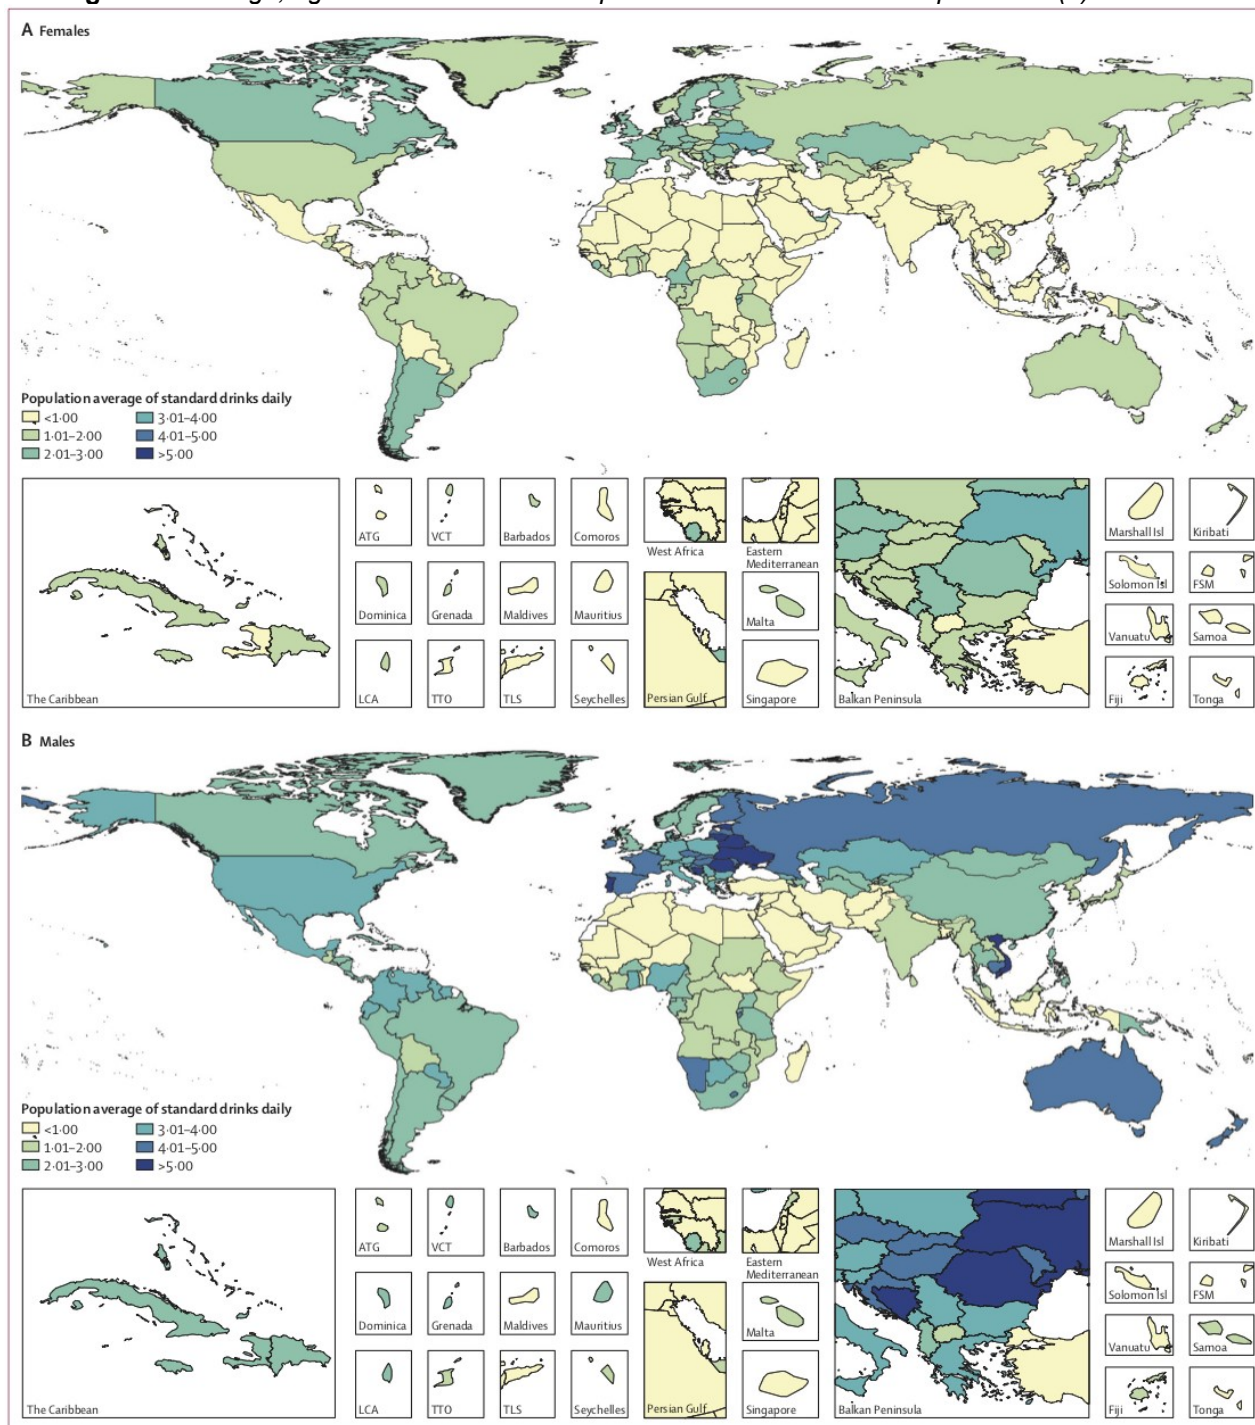 A Females
Population average of standard drinks daily
<1·00
1·01–2·00
2·01–3·00
3·01–4·00
4·01–5·00
>5·00
The Caribbean
ATG
VCT
Barbados
Comoros
Dominica
Grenada
Maldives
Mauritius
LCA
TTO
TLS
Seychelles
West Africa
Eastern
Mediterranean
Persian Gulf
Malta
Singapore
Balkan Peninsula
Marshall Isl
Kiribati
Solomon Isl
FSM
Vanuatu
Samoa
Fiji
Tonga
B Males
Population average of standard drinks daily
<1·00
1·01–2·00
2·01–3·00
3·01–4·00
4·01–5·00
>5·00
The Caribbean
ATG
VCT
Barbados
Comoros
Dominica
Grenada
Maldives
Mauritius
LCA
TTO
TLS
Seychelles
West Africa
Eastern
Mediterranean
Persian Gulf
Malta
Singapore
Balkan Peninsula
Marshall Isl
Kiribati
Solomon Isl
FSM
Vanuatu
Samoa
Fiji
Tonga